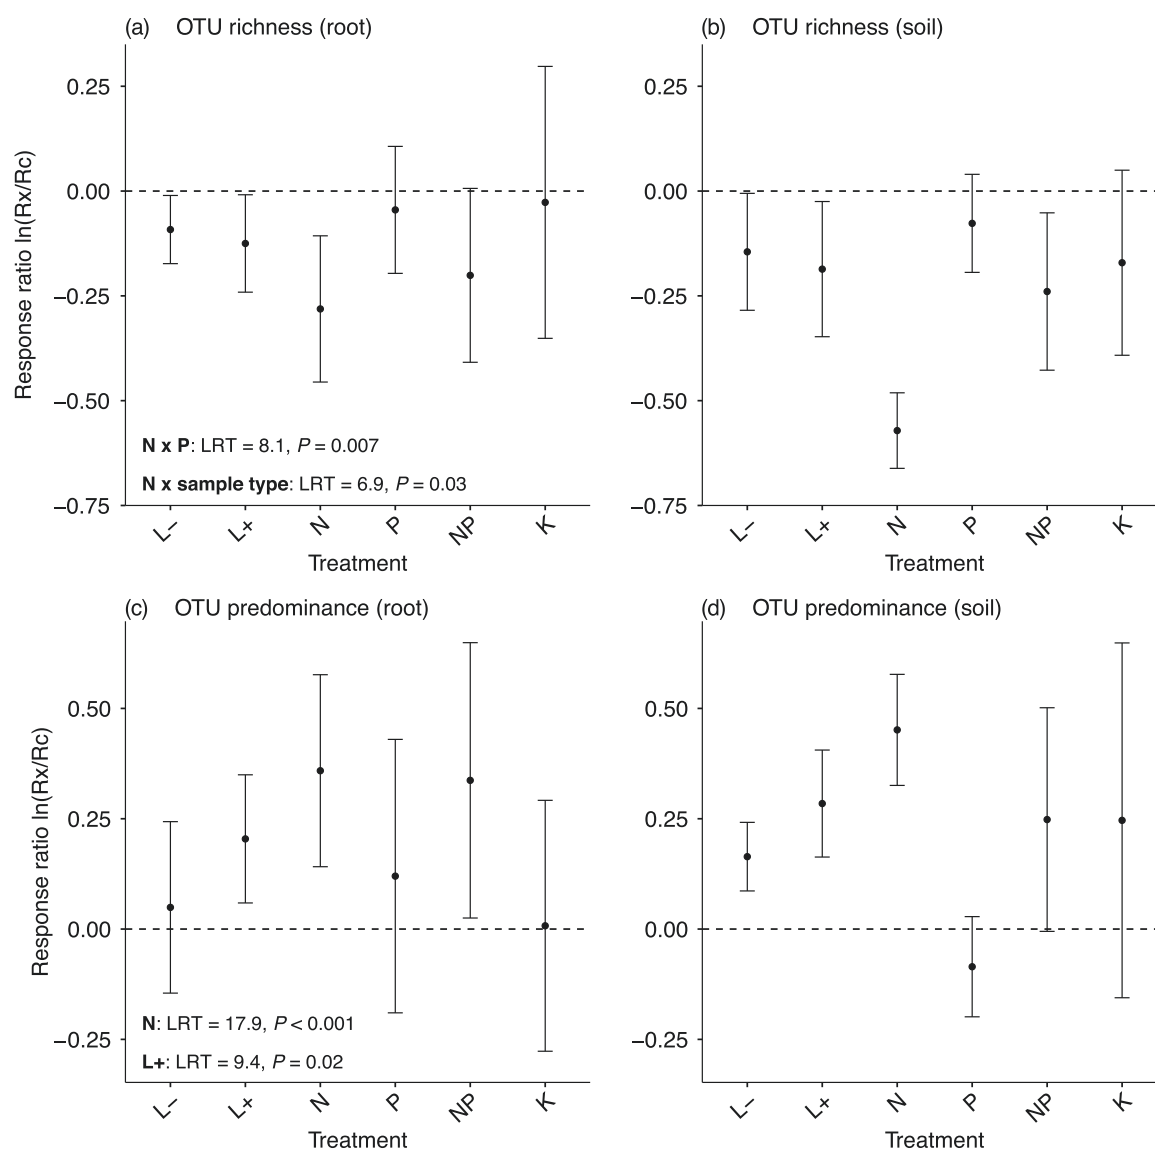 (a) OTU richness (root)
Response ratio ln(Rx/Rc)
0.25
0.00
−0.25
−0.50
−0.75
N x P: LRT = 8.1, P = 0.007
N x sample type: LRT = 6.9, P = 0.03
L− L+ N P NP K
Treatment
(b) OTU richness (soil)
0.25
0.00
−0.25
−0.50
−0.75
L− L+ N P NP K
Treatment
(c) OTU predominance (root)
Response ratio ln(Rx/Rc)
0.50
0.25
0.00
−0.25
N: LRT = 17.9, P < 0.001
L+: LRT = 9.4, P = 0.02
L− L+ N P NP K
Treatment
(d) OTU predominance (soil)
0.50
0.25
0.00
−0.25
L− L+ N P NP K
Treatment